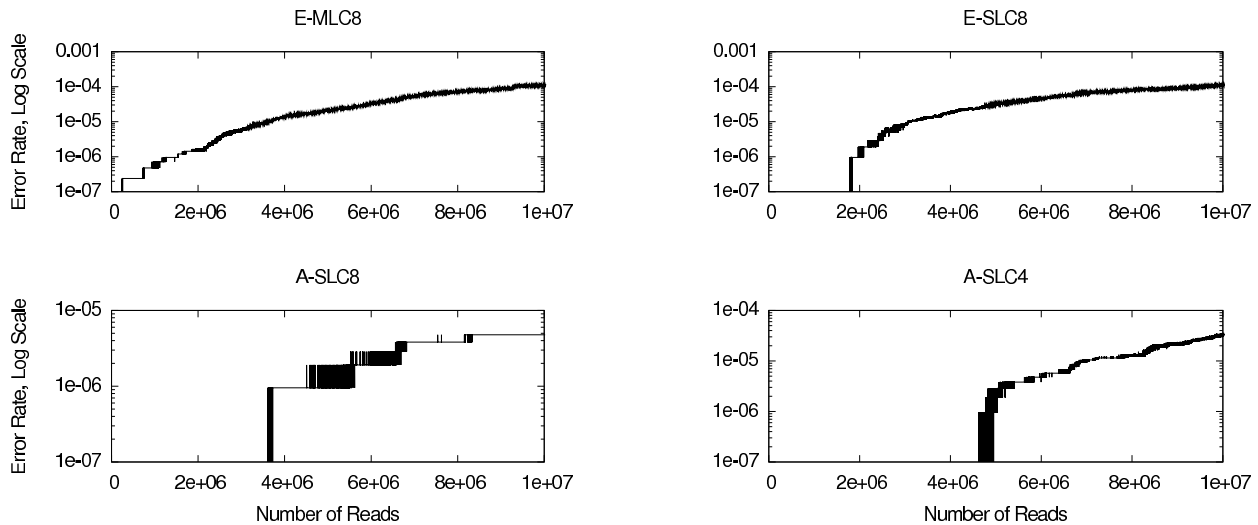 E-MLC8
Error Rate, Log Scale
0.001
1e-04
1e-05
1e-06
1e-07
0 2e+06 4e+06 6e+06 8e+06 1e+07
E-SLC8
0.001
1e-04
1e-05
1e-06
1e-07
0 2e+06 4e+06 6e+06 8e+06 1e+07
A-SLC8
Error Rate, Log Scale
1e-05
1e-06
1e-07
0 2e+06 4e+06 6e+06 8e+06 1e+07
Number of Reads
A-SLC4
1e-04
1e-05
1e-06
1e-07
0 2e+06 4e+06 6e+06 8e+06 1e+07
Number of Reads